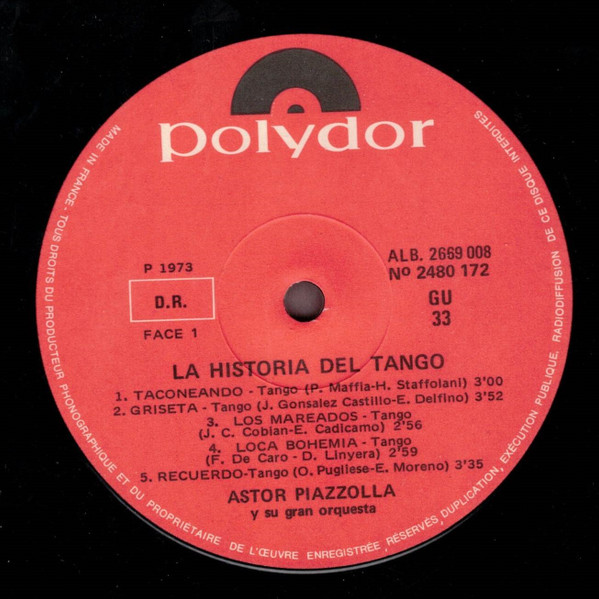 polydor
P 1973
D.R.
FACE 1
ALB. 2669 008
No 2480 172
GU
33
LA HISTORIA DEL TANGO
1. TACONEANDO - Tango (P. Maffia-H. Staffolani) 3'00
2. GRISETA - Tango (J. Gonsalez Castillo-E. Delfino) 3'52
3. LOS MAREADOS - Tango
(J. C. Cobian-E. Cadicamo) 2'56
4. LOCA BOHEMIA - Tango
(F. De Caro - D. Linyera) 2'59
5. RECUERDO-Tango (O. Pugliese-E. Moreno) 3'35
ASTOR PIAZZOLLA
y su gran orquesta
MADE IN FRANCE - TOUS DROITS DU PRODUCTEUR PHONOGRAPHIQUE ET DU PROPRIÉTAIRE DE L'ŒUVRE ENREGISTRÉE, RÉSERVÉS, DUPLICATION, EXÉCUTION PUBLIQUE, RADIODIFFUSION DE CE DISQUE INTERDITES